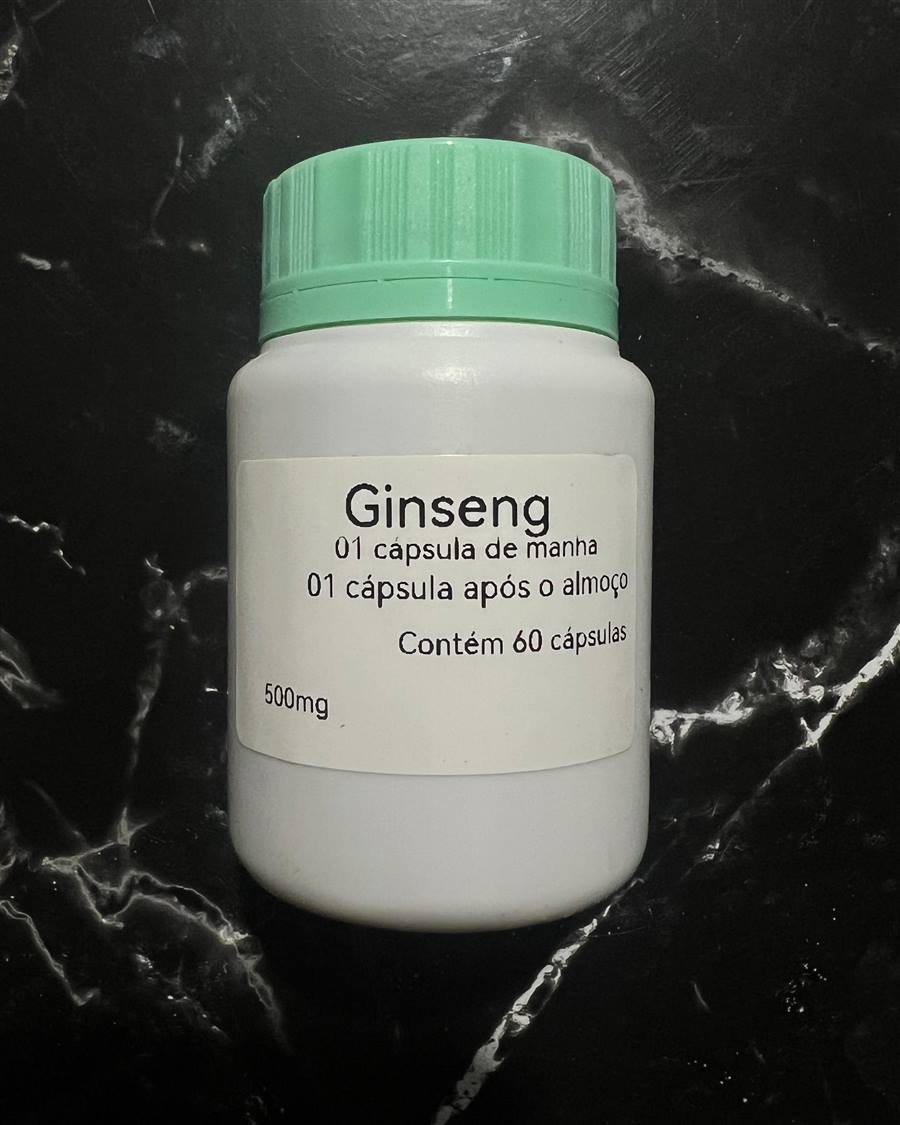 Ginseng
01 cápsula de manha
01 cápsula após o almoço
Contém 60 cápsulas
500mg